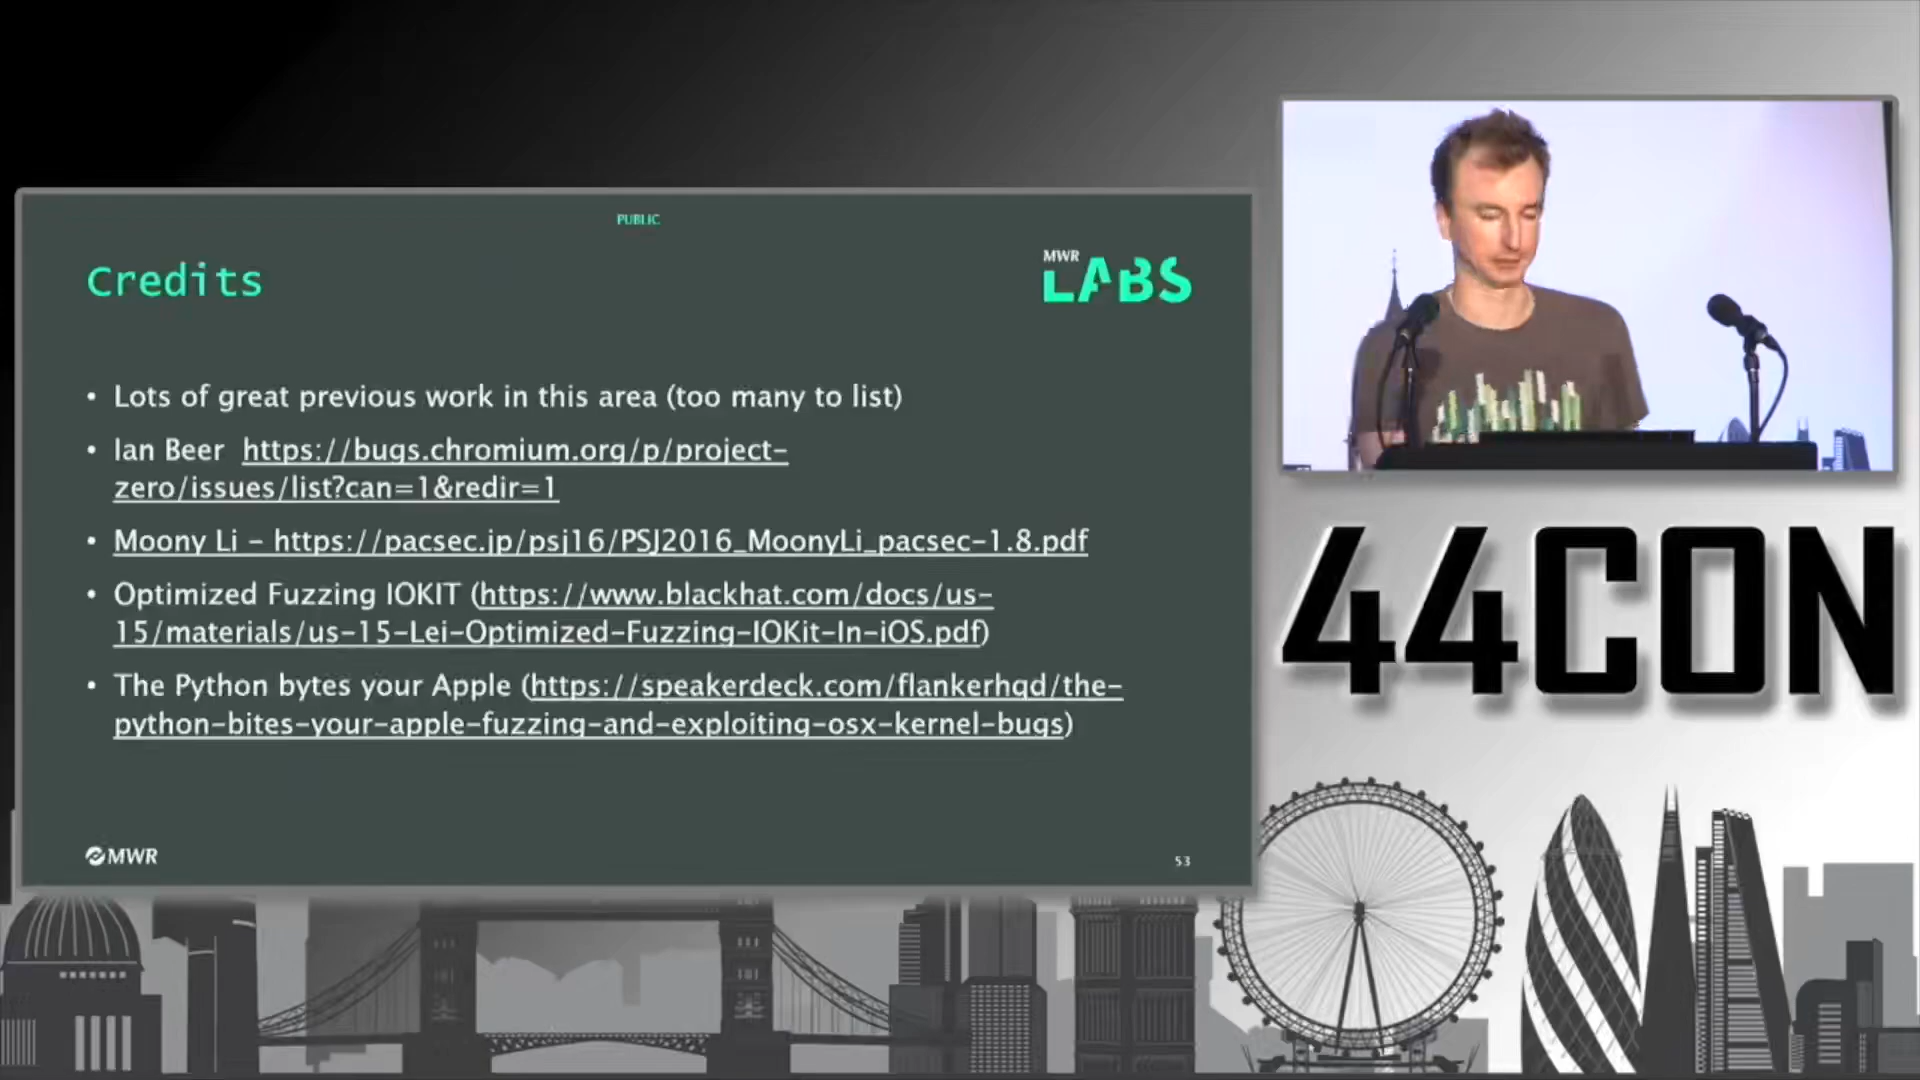 PUBLIC
Credits
MWR
LABS
• Lots of great previous work in this area (too many to list)
• Ian Beer https://bugs.chromium.org/p/project-
zero/issues/list?can=1&redir=1
• Moony Li – https://pacsec.jp/psj16/PSJ2016_MoonyLi_pacsec-1.8.pdf
• Optimized Fuzzing IOKIT (https://www.blackhat.com/docs/us-
15/materials/us-15-Lei-Optimized-Fuzzing-IOKit-In-iOS.pdf)
• The Python bytes your Apple (https://speakerdeck.com/flankerhqd/the-
python-bites-your-apple-fuzzing-and-exploiting-osx-kernel-bugs)
MWR
53
44CON